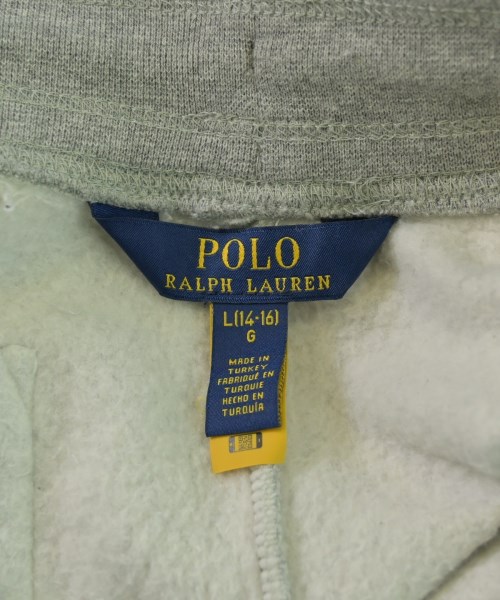 POLO
RALPH LAUREN
L(14-16)
G
MADE IN
TURKEY
FABRIQUÉ EN
TURQUIE
HECHO EN
TURQUÍA